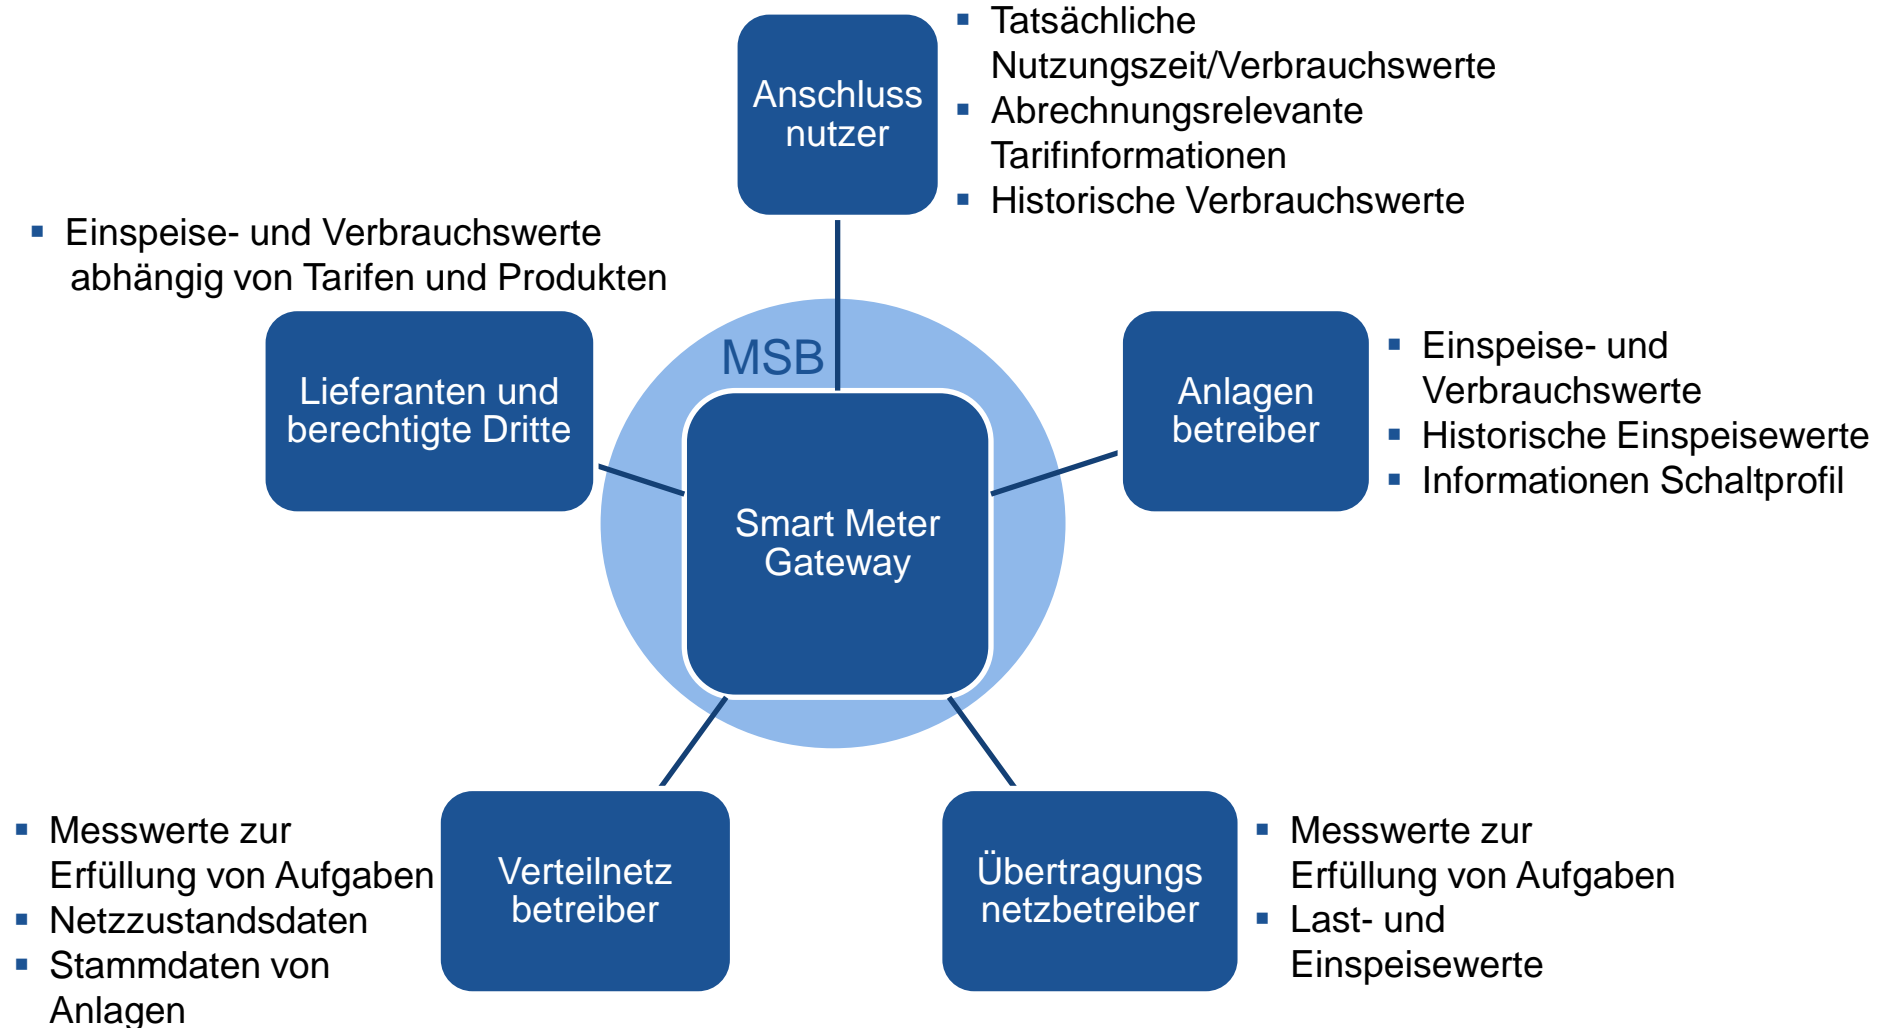 Anschluss
nutzer
▪ Tatsächliche
Nutzungszeit/Verbrauchswerte
▪ Abrechnungsrelevante
Tarifinformationen
▪ Historische Verbrauchswerte
▪ Einspeise- und Verbrauchswerte
abhängig von Tarifen und Produkten
Lieferanten und
berechtigte Dritte
MSB
Smart Meter
Gateway
Anlagen
betreiber
▪ Einspeise- und
Verbrauchswerte
▪ Historische Einspeisewerte
▪ Informationen Schaltprofil
▪ Messwerte zur
Erfüllung von Aufgaben
▪ Netzzustandsdaten
▪ Stammdaten von
Anlagen
Verteilnetz
betreiber
Übertragungs
netzbetreiber
▪ Messwerte zur
Erfüllung von Aufgaben
▪ Last- und
Einspeisewerte